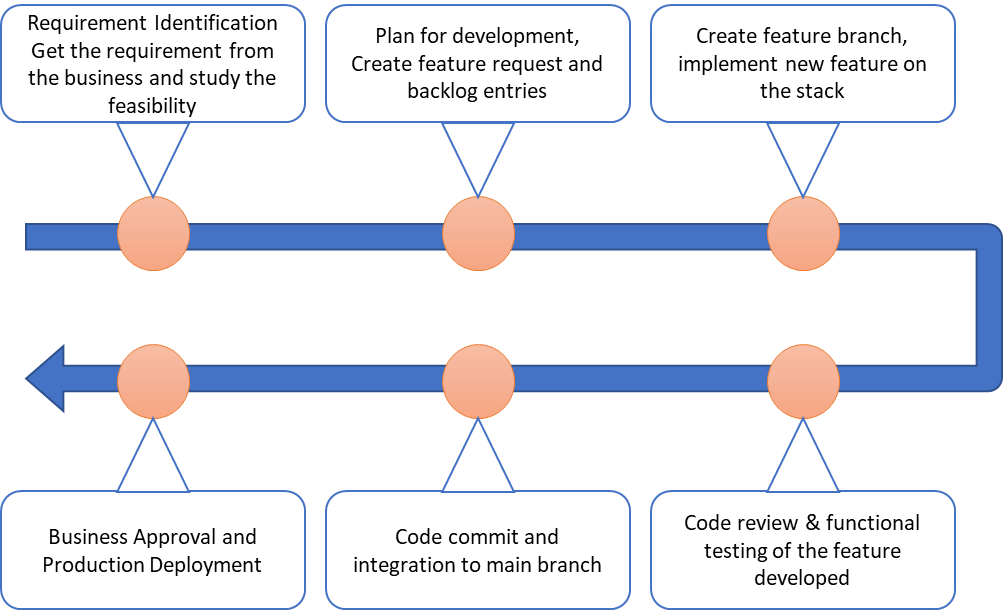 Requirement Identification
Get the requirement from
the business and study the
feasibility
Plan for development,
Create feature request and
backlog entries
Create feature branch,
implement new feature on
the stack
Code review & functional
testing of the feature
developed
Code commit and
integration to main branch
Business Approval and
Production Deployment